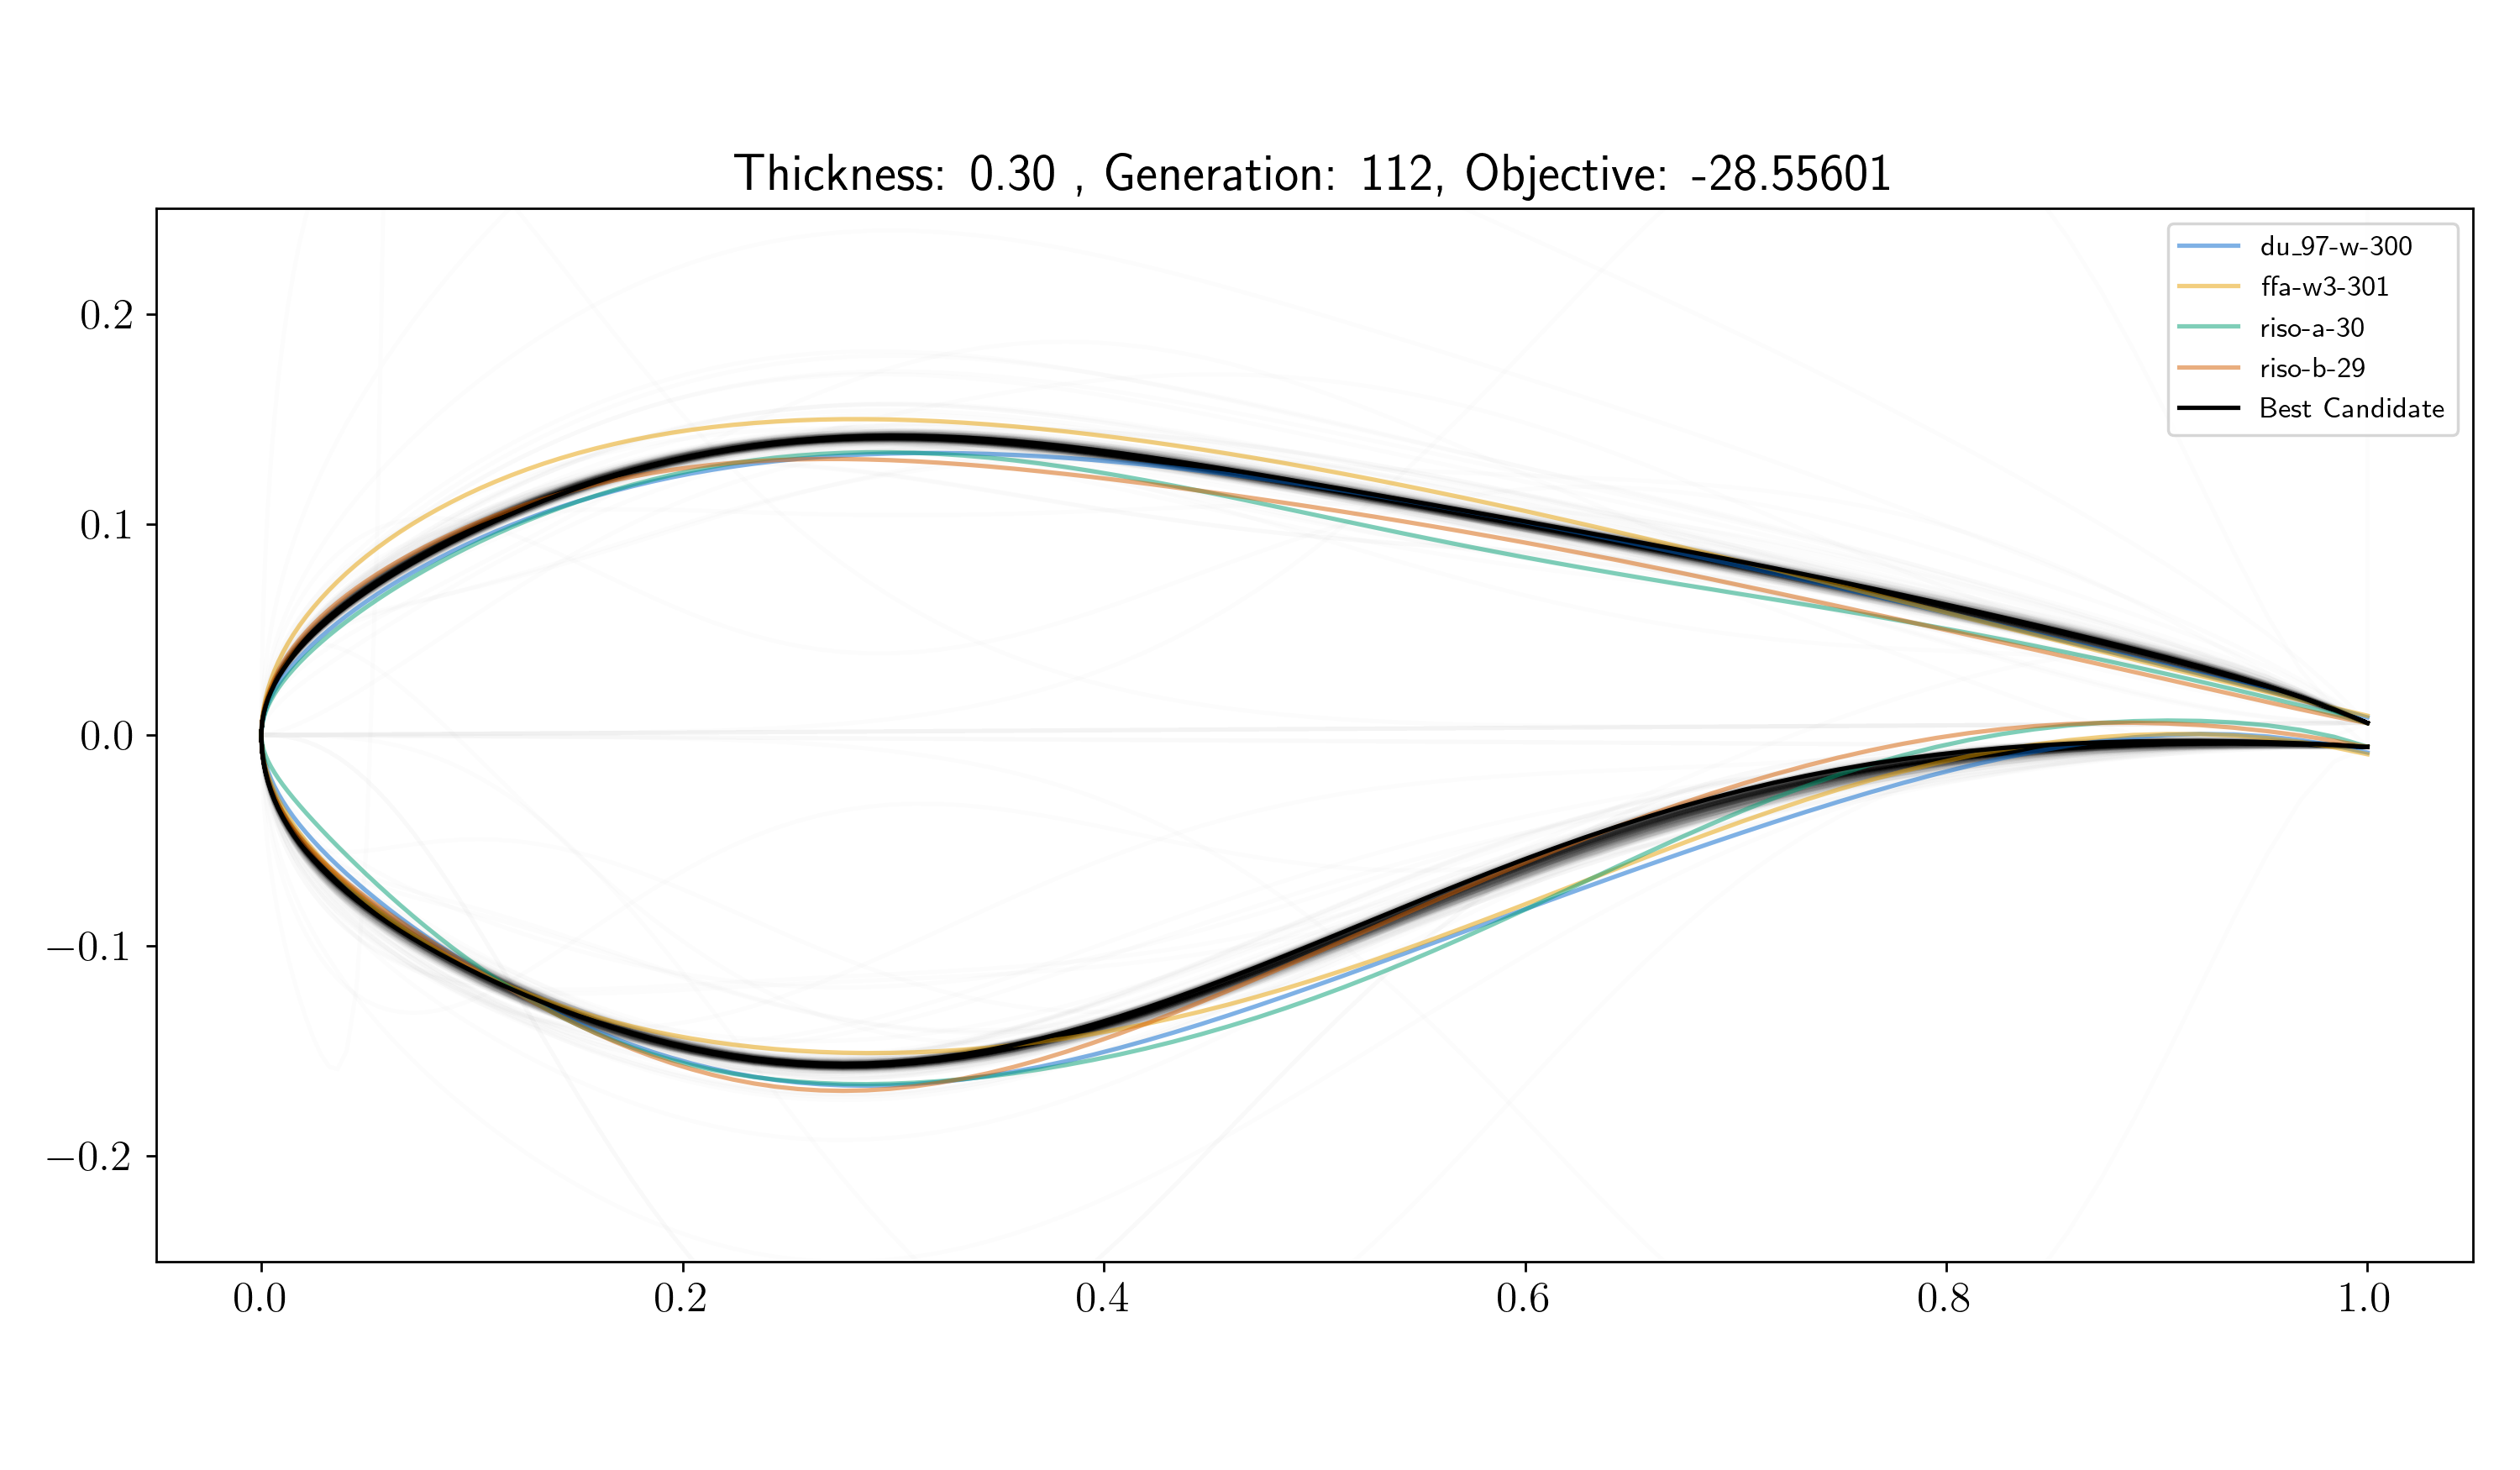 Thickness: 0.30 , Generation: 112, Objective: -28.55601
du_97-w-300
ffa-w3-301
riso-a-30
riso-b-29
Best Candidate
0.2
0.1
0.0
−0.1
−0.2
0.0 0.2 0.4 0.6 0.8 1.0